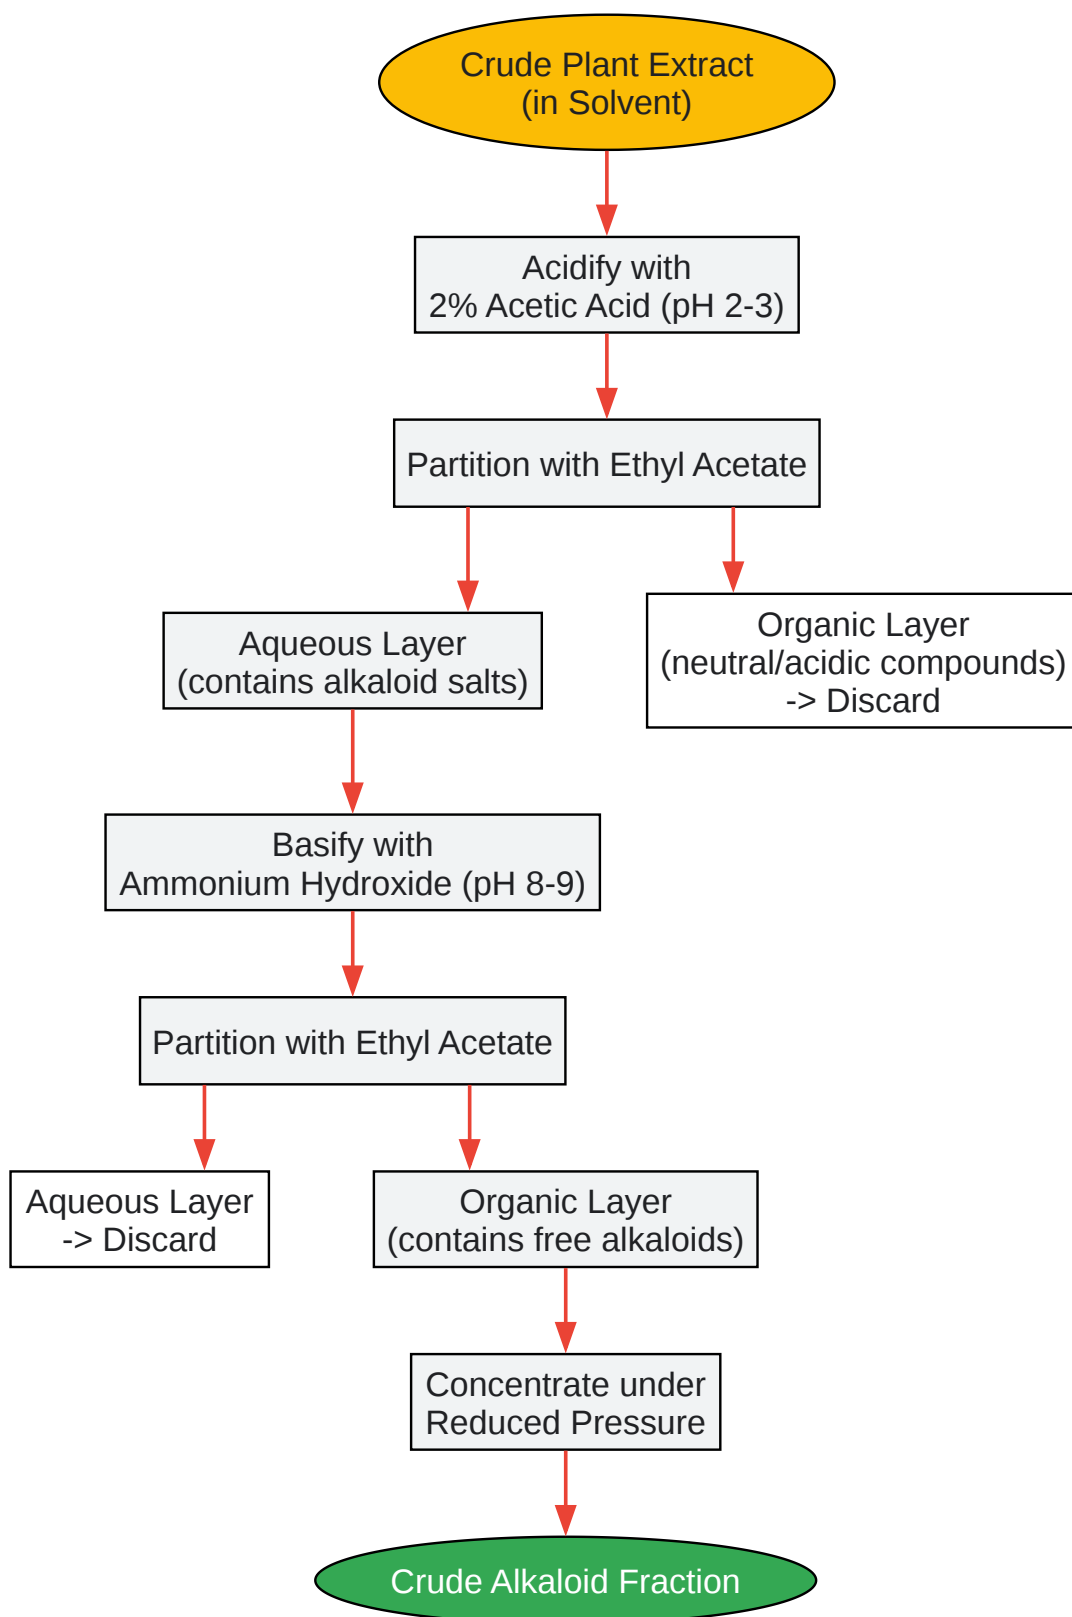 Crude Plant Extract
(in Solvent)
Acidify with
2% Acetic Acid (pH 2-3)
Partition with Ethyl Acetate
Aqueous Layer
(contains alkaloid salts)
Organic Layer
(neutral/acidic compounds)
-> Discard
Basify with
Ammonium Hydroxide (pH 8-9)
Partition with Ethyl Acetate
Aqueous Layer
-> Discard
Organic Layer
(contains free alkaloids)
Concentrate under
Reduced Pressure
Crude Alkaloid Fraction